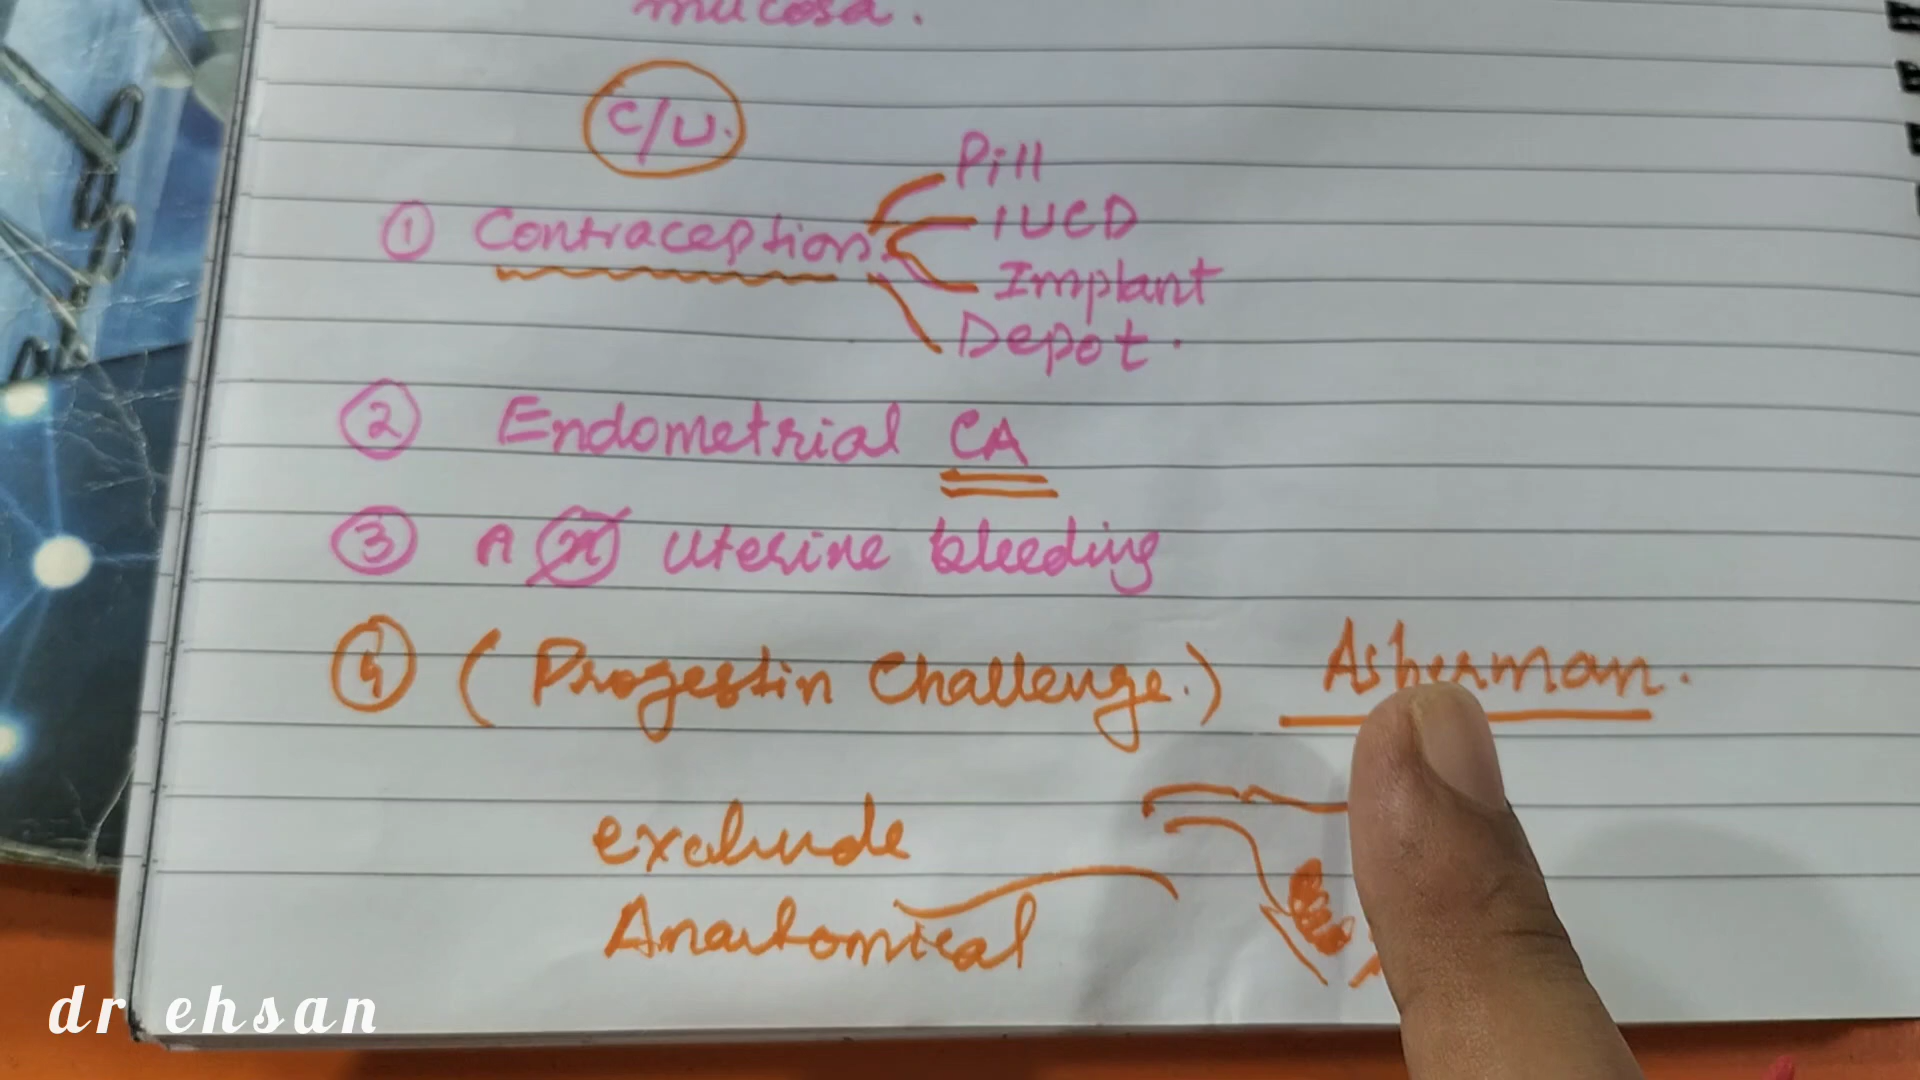 mucosa.
C/U.
① Contraception
Pill
IUCD
Implant
Depot.
② Endometrial CA
③ A n Uterine bleeding
④ (Progestin Challenge.) Asherman.
exclude
Anatomical
dr ehsan